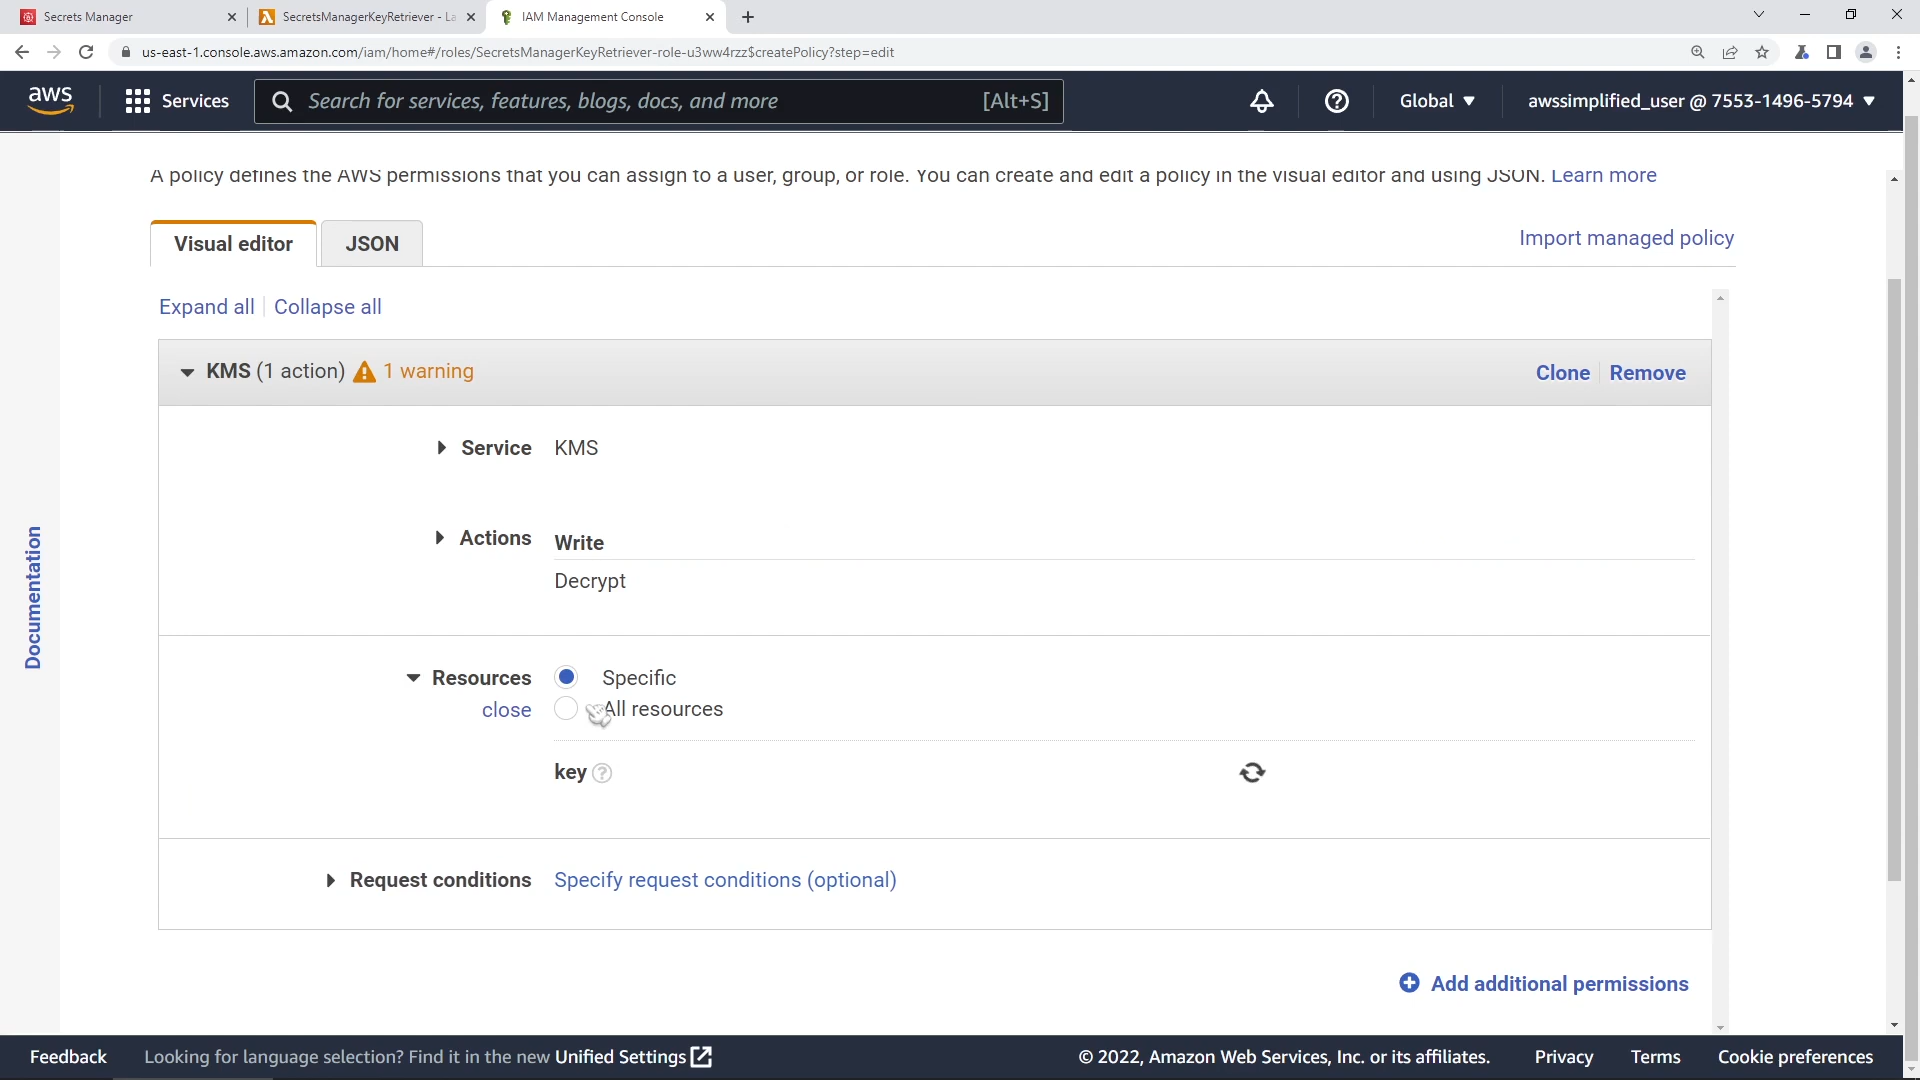 Secrets Manager
SecretsManagerKeyRetriever - La
IAM Management Console
us-east-1.console.aws.amazon.com/iam/home#/roles/SecretsManagerKeyRetriever-role-u3ww4rzz$createPolicy?step=edit
aws
Services
Search for services, features, blogs, docs, and more
[Alt+S]
Global
awssimplified_user @ 7553-1496-5794
A policy defines the AWS permissions that you can assign to a user, group, or role. You can create and edit a policy in the visual editor and using JSON. Learn more
Visual editor
JSON
Import managed policy
Expand all
Collapse all
KMS (1 action) 1 warning
Clone
Remove
Service KMS
Actions Write
Decrypt
Resources Specific
close All resources
key
Request conditions Specify request conditions (optional)
Add additional permissions
Documentation
Feedback
Looking for language selection? Find it in the new Unified Settings
© 2022, Amazon Web Services, Inc. or its affiliates.
Privacy
Terms
Cookie preferences